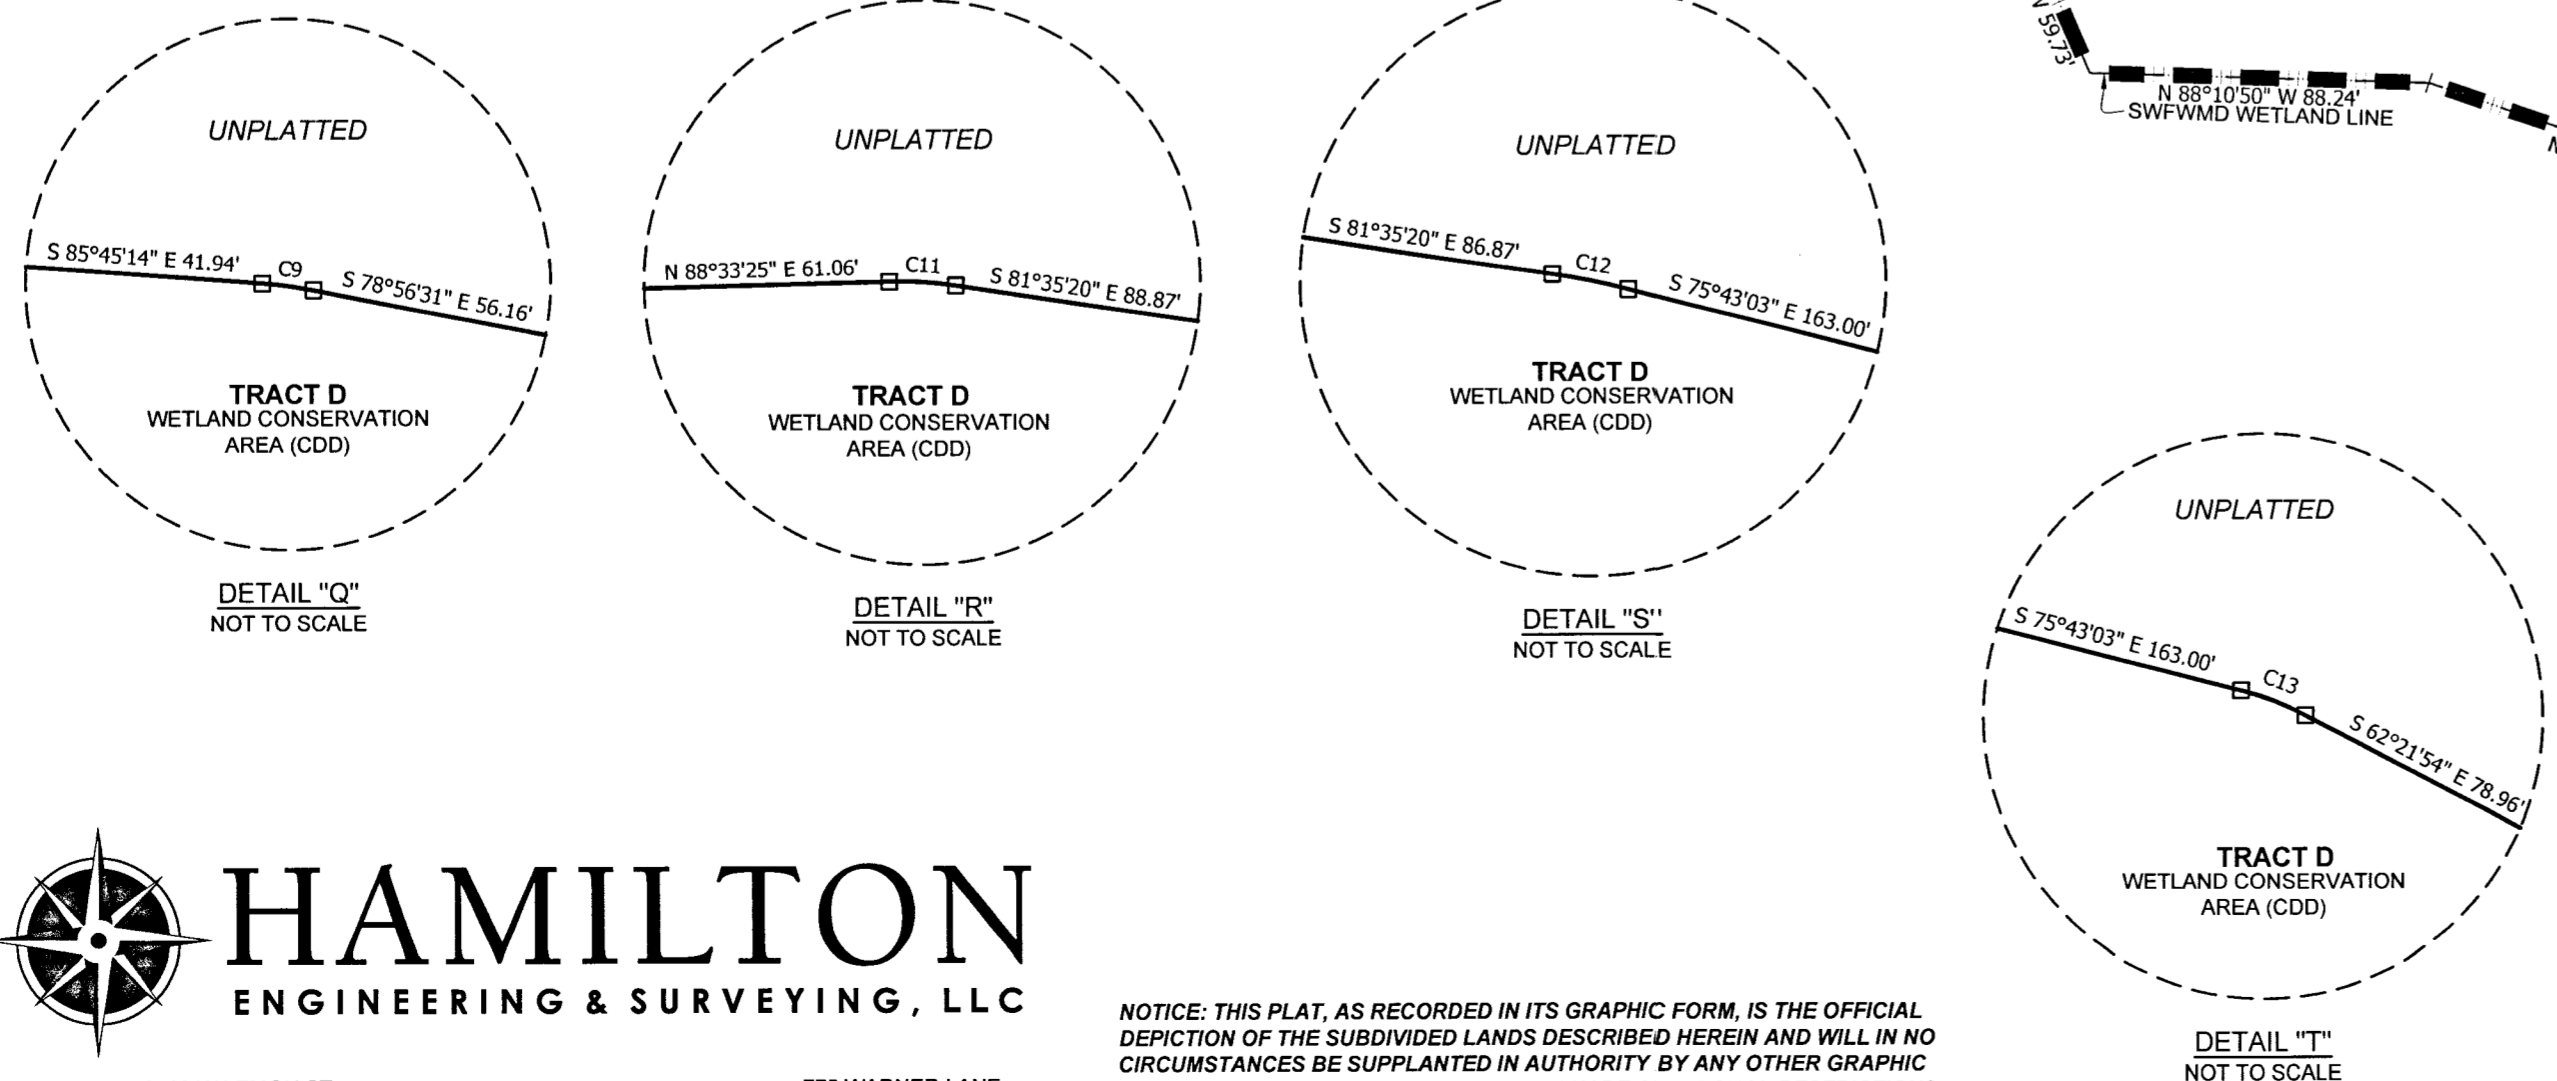 UNPLATTED
S 85°45'14" E 41.94'
C9
S 78°56'31" E 56.16'
TRACT D
WETLAND CONSERVATION
AREA (CDD)
DETAIL "Q"
NOT TO SCALE
UNPLATTED
N 88°33'25" E 61.06'
C11
S 81°35'20" E 88.87'
TRACT D
WETLAND CONSERVATION
AREA (CDD)
DETAIL "R"
NOT TO SCALE
UNPLATTED
S 81°35'20" E 86.87'
C12
S 75°43'03" E 163.00'
TRACT D
WETLAND CONSERVATION
AREA (CDD)
DETAIL "S"
NOT TO SCALE
59.73'
N 88°10'50" W 88.24'
SWFWMD WETLAND LINE
UNPLATTED
S 75°43'03" E 163.00'
C13
S 62°21'54" E 78.96'
TRACT D
WETLAND CONSERVATION
AREA (CDD)
DETAIL "T"
NOT TO SCALE
HAMILTON
ENGINEERING & SURVEYING, LLC
NOTICE: THIS PLAT, AS RECORDED IN ITS GRAPHIC FORM, IS THE OFFICIAL
DEPICTION OF THE SUBDIVIDED LANDS DESCRIBED HEREIN AND WILL IN NO
CIRCUMSTANCES BE SUPPLANTED IN AUTHORITY BY ANY OTHER GRAPHIC